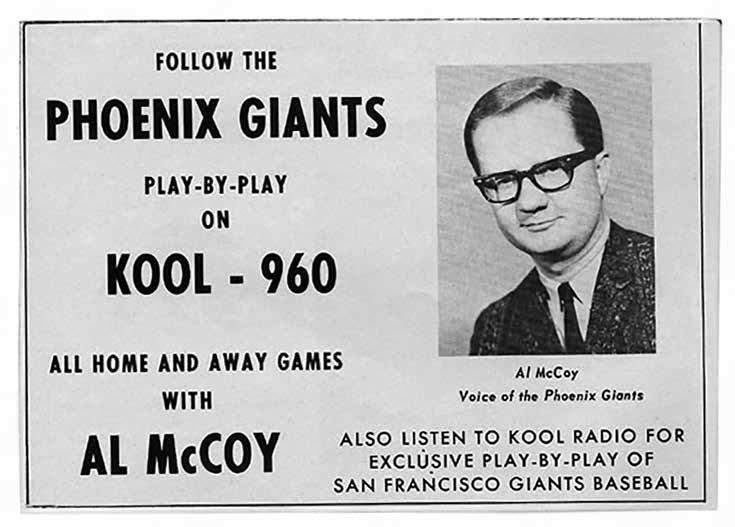 FOLLOW THE
PHOENIX GIANTS
PLAY-BY-PLAY
ON
KOOL - 960
ALL HOME AND AWAY GAMES
WITH
AL McCOY
Al McCoy
Voice of the Phoenix Giants
ALSO LISTEN TO KOOL RADIO FOR
EXCLUSIVE PLAY-BY-PLAY OF
SAN FRANCISCO GIANTS BASEBALL